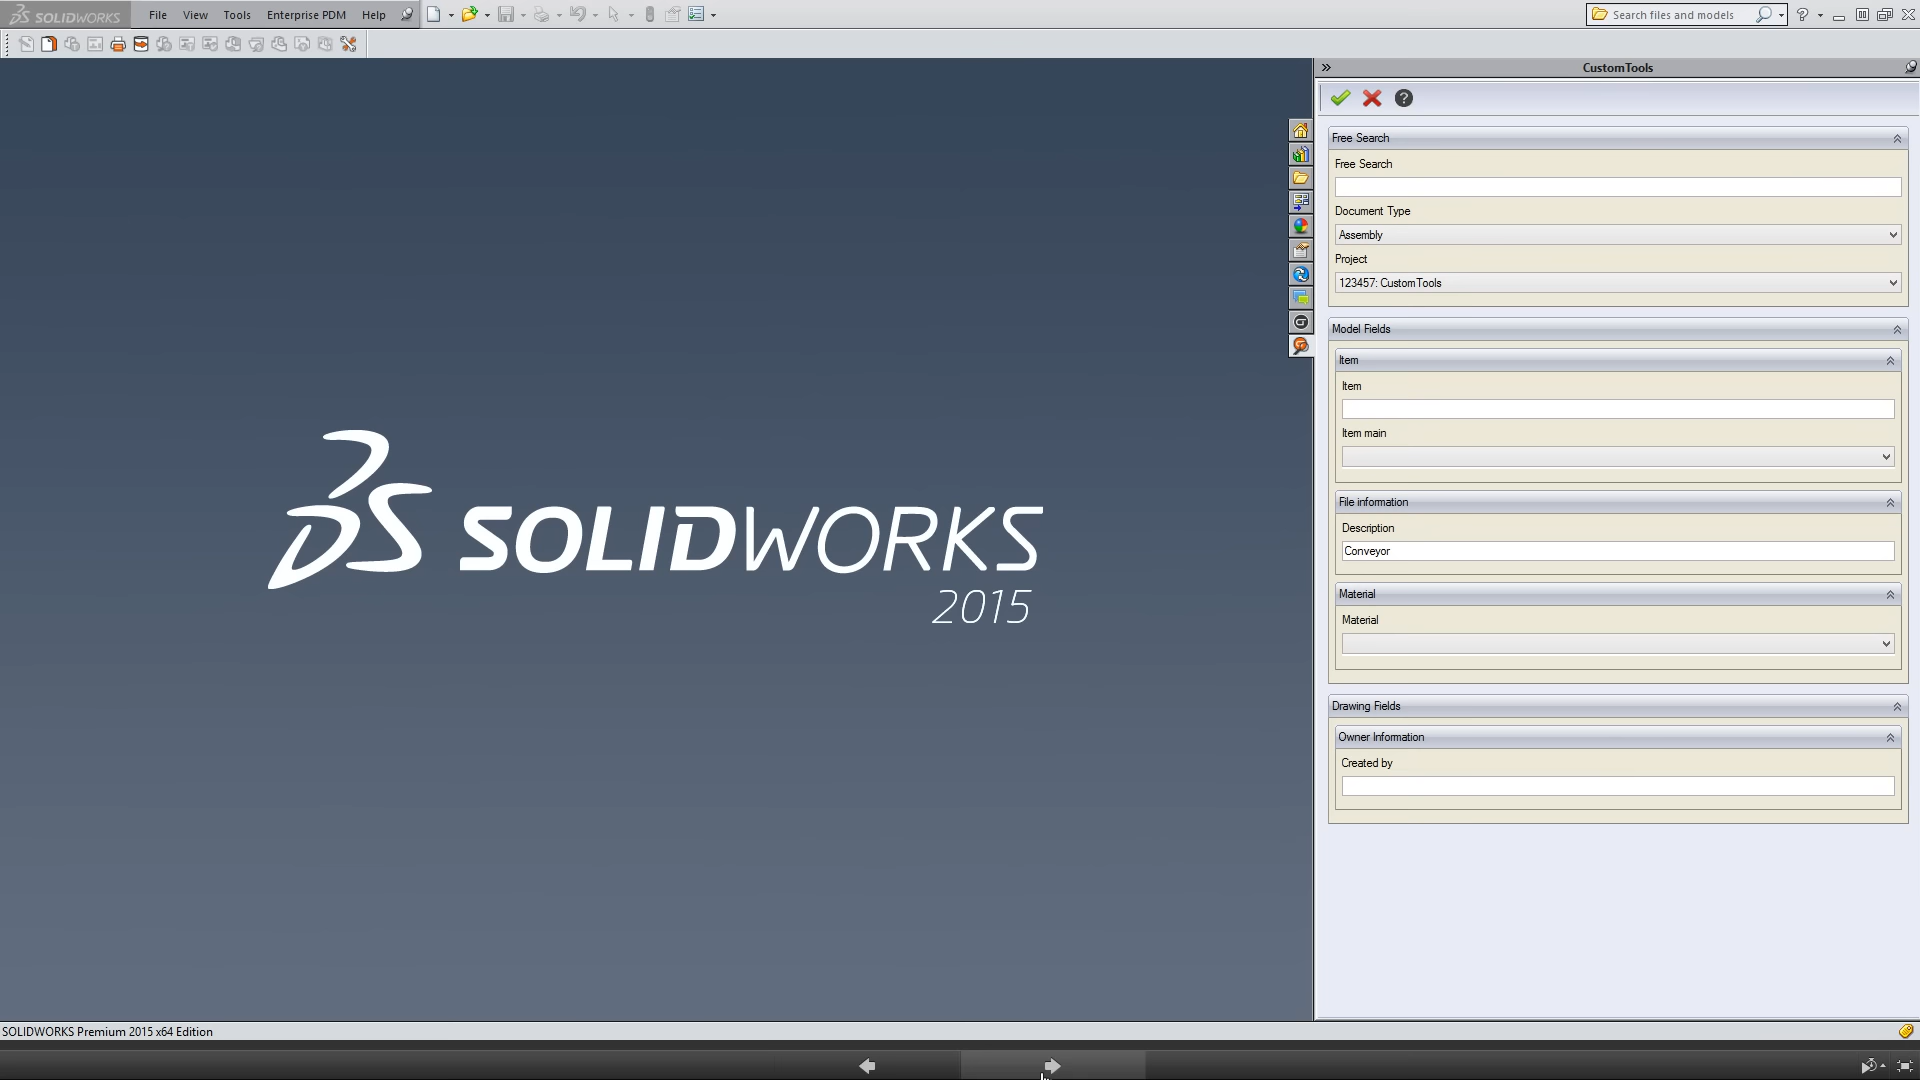 SOLIDWORKS File View Tools Enterprise PDM Help Search files and models
CustomTools
Free Search
Free Search
Document Type
Assembly
Project
123457: CustomTools
Model Fields
Item
Item
Item main
File information
Description
Conveyor
Material
Material
Drawing Fields
Owner Information
Created by
SOLIDWORKS
2015
SOLIDWORKS Premium 2015 x64 Edition